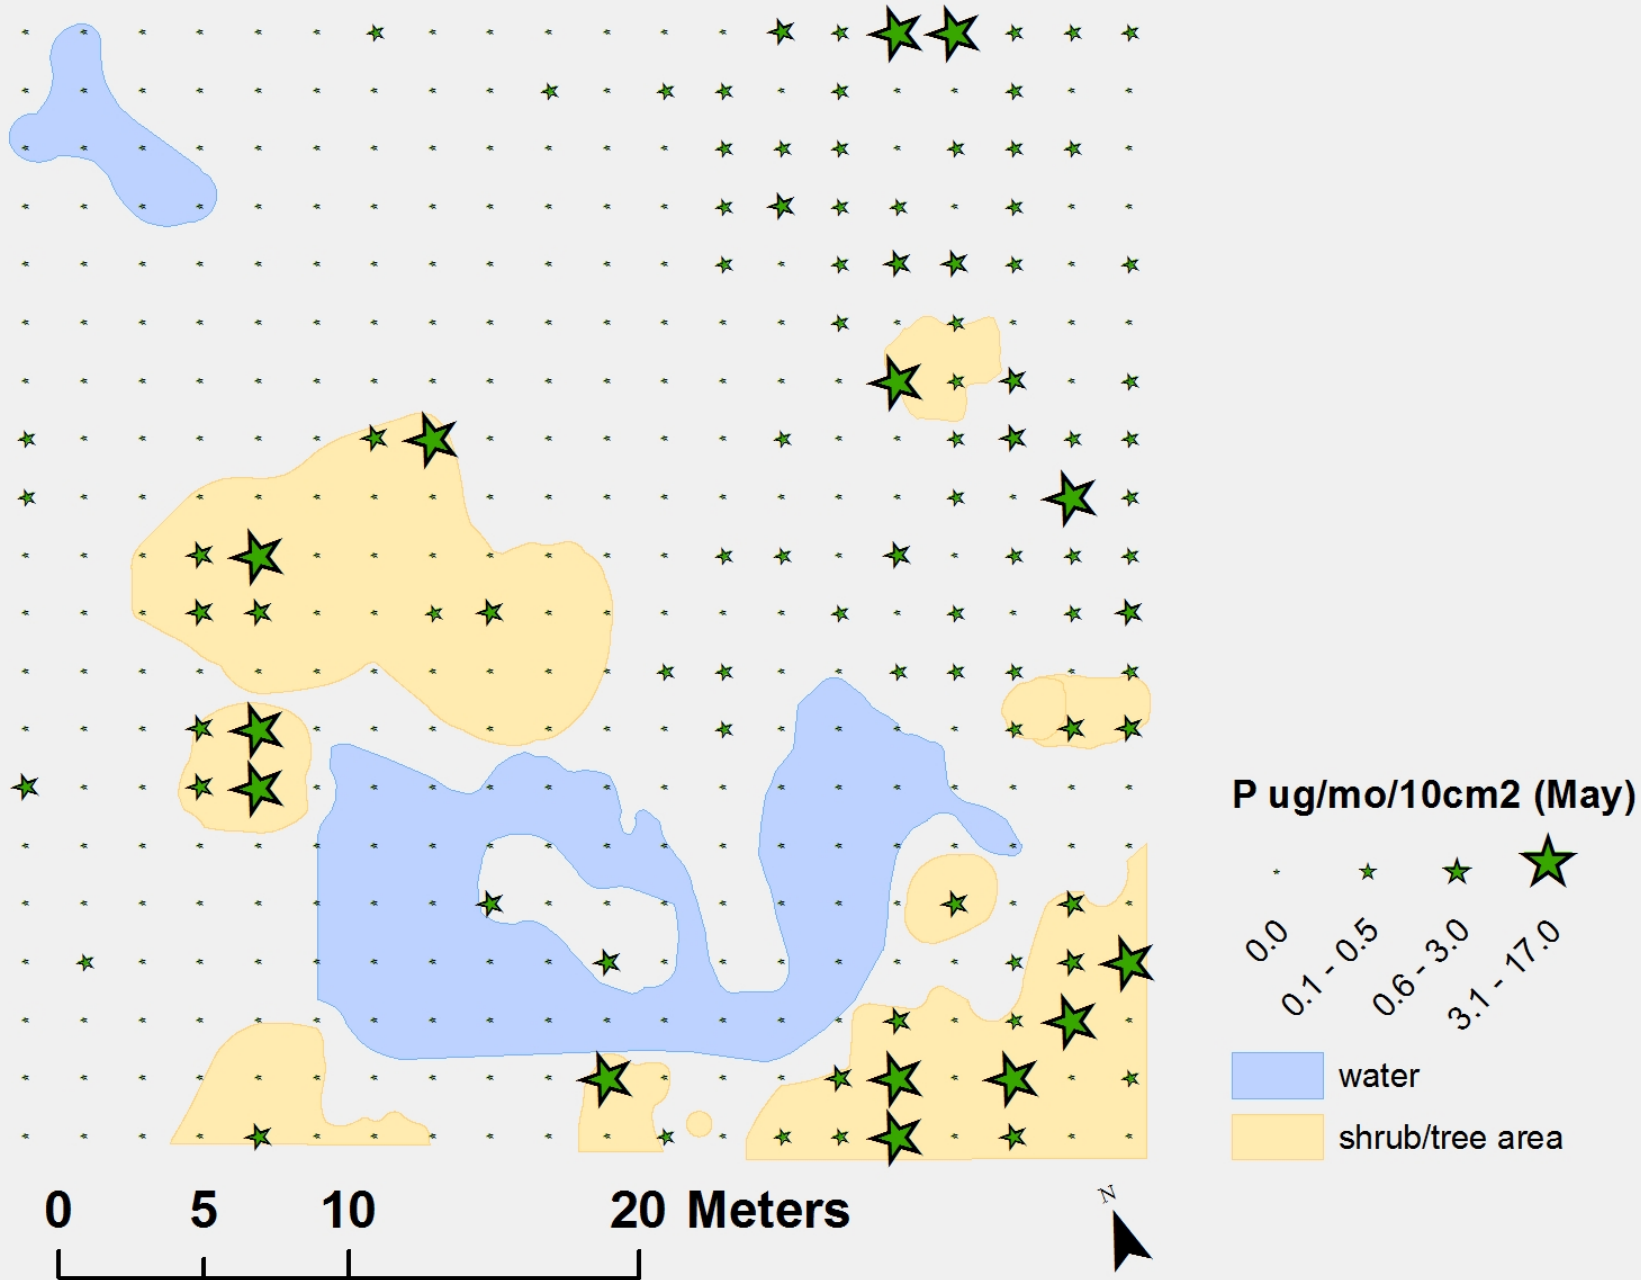 P ug/mo/10cm2 (May)
0.0
0.1 - 0.5
0.6 - 3.0
3.1 - 17.0
water
shrub/tree area
0 5 10 20 Meters
N